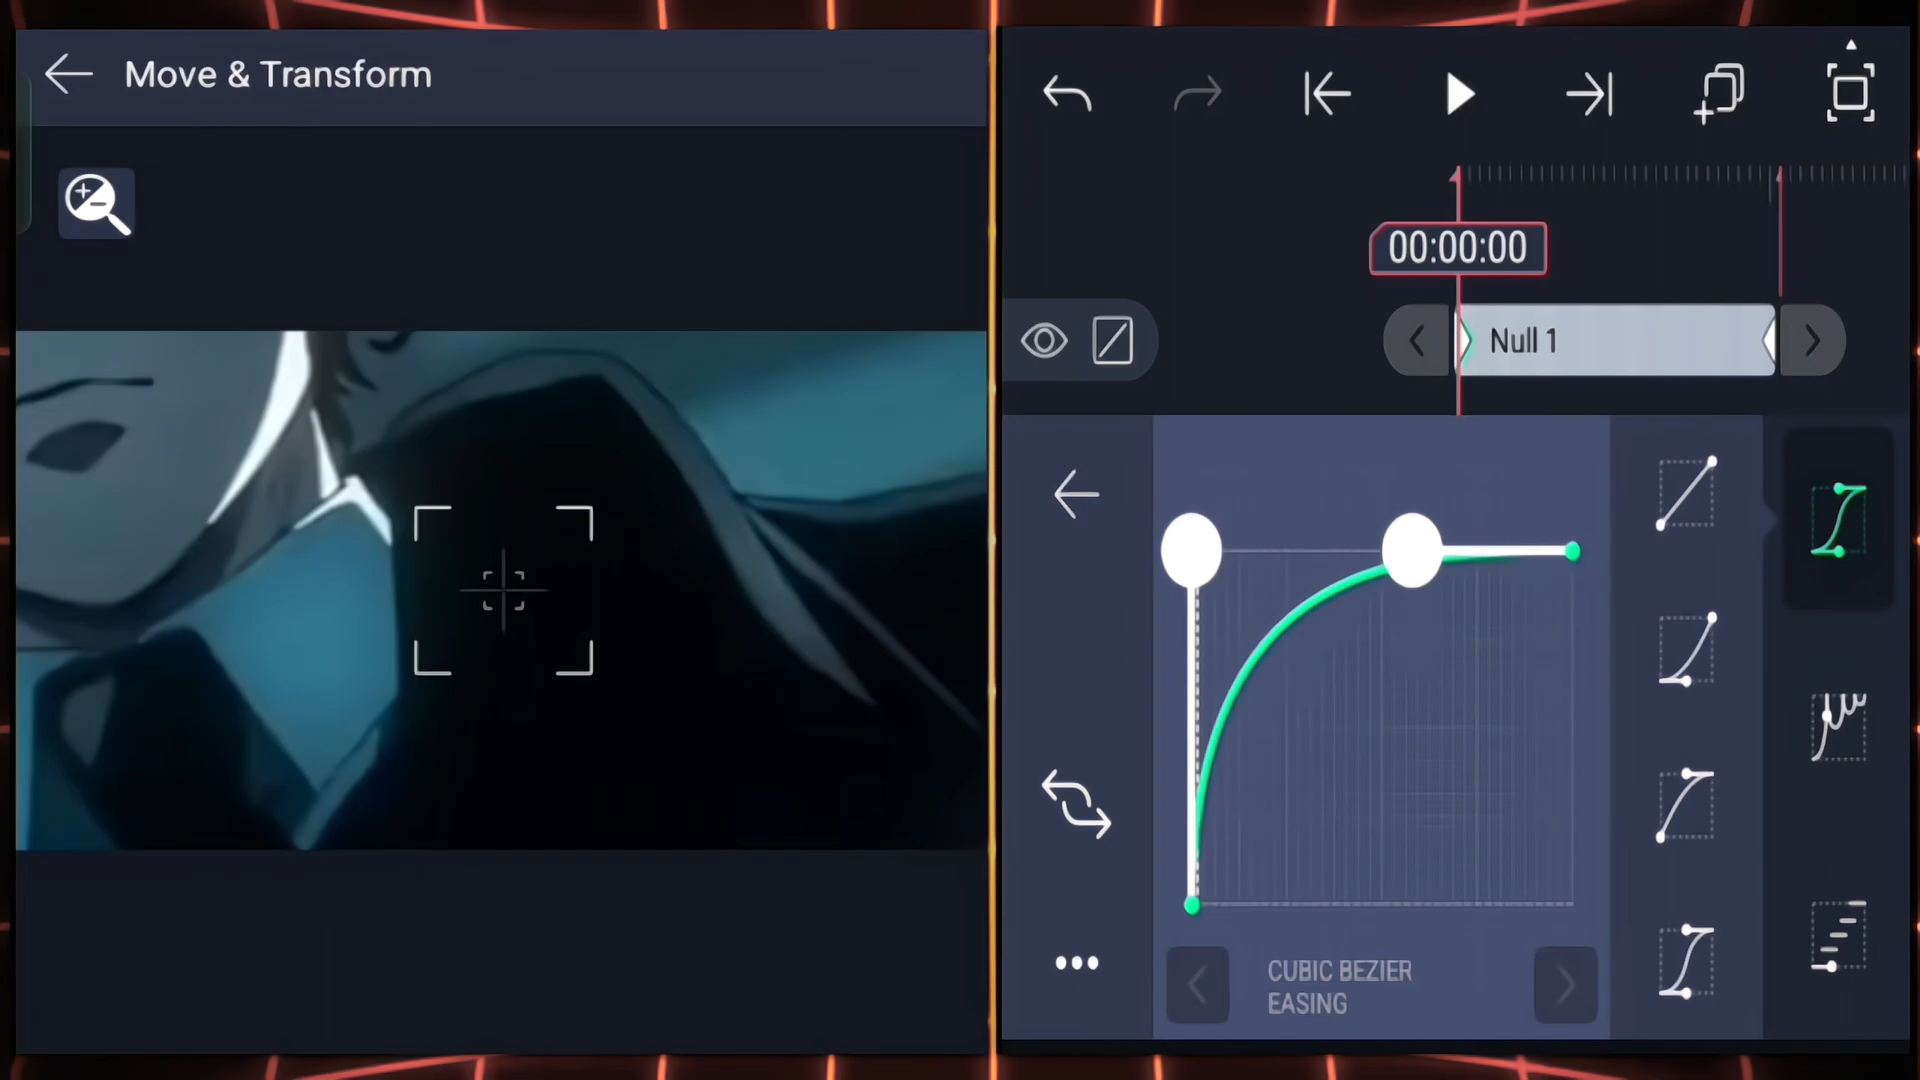 Move & Transform
00:00:00
Null 1
CUBIC BEZIER
EASING